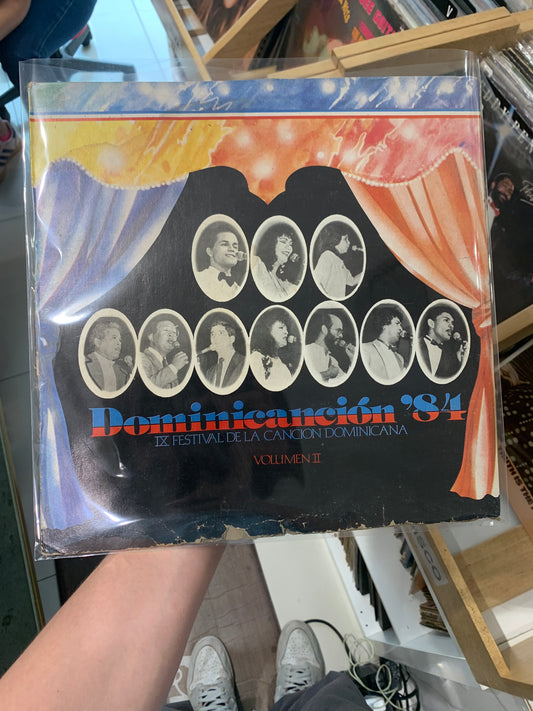 Dominicanción '84
IX FESTIVAL DE LA CANCION DOMINICANA
VOLUMEN II